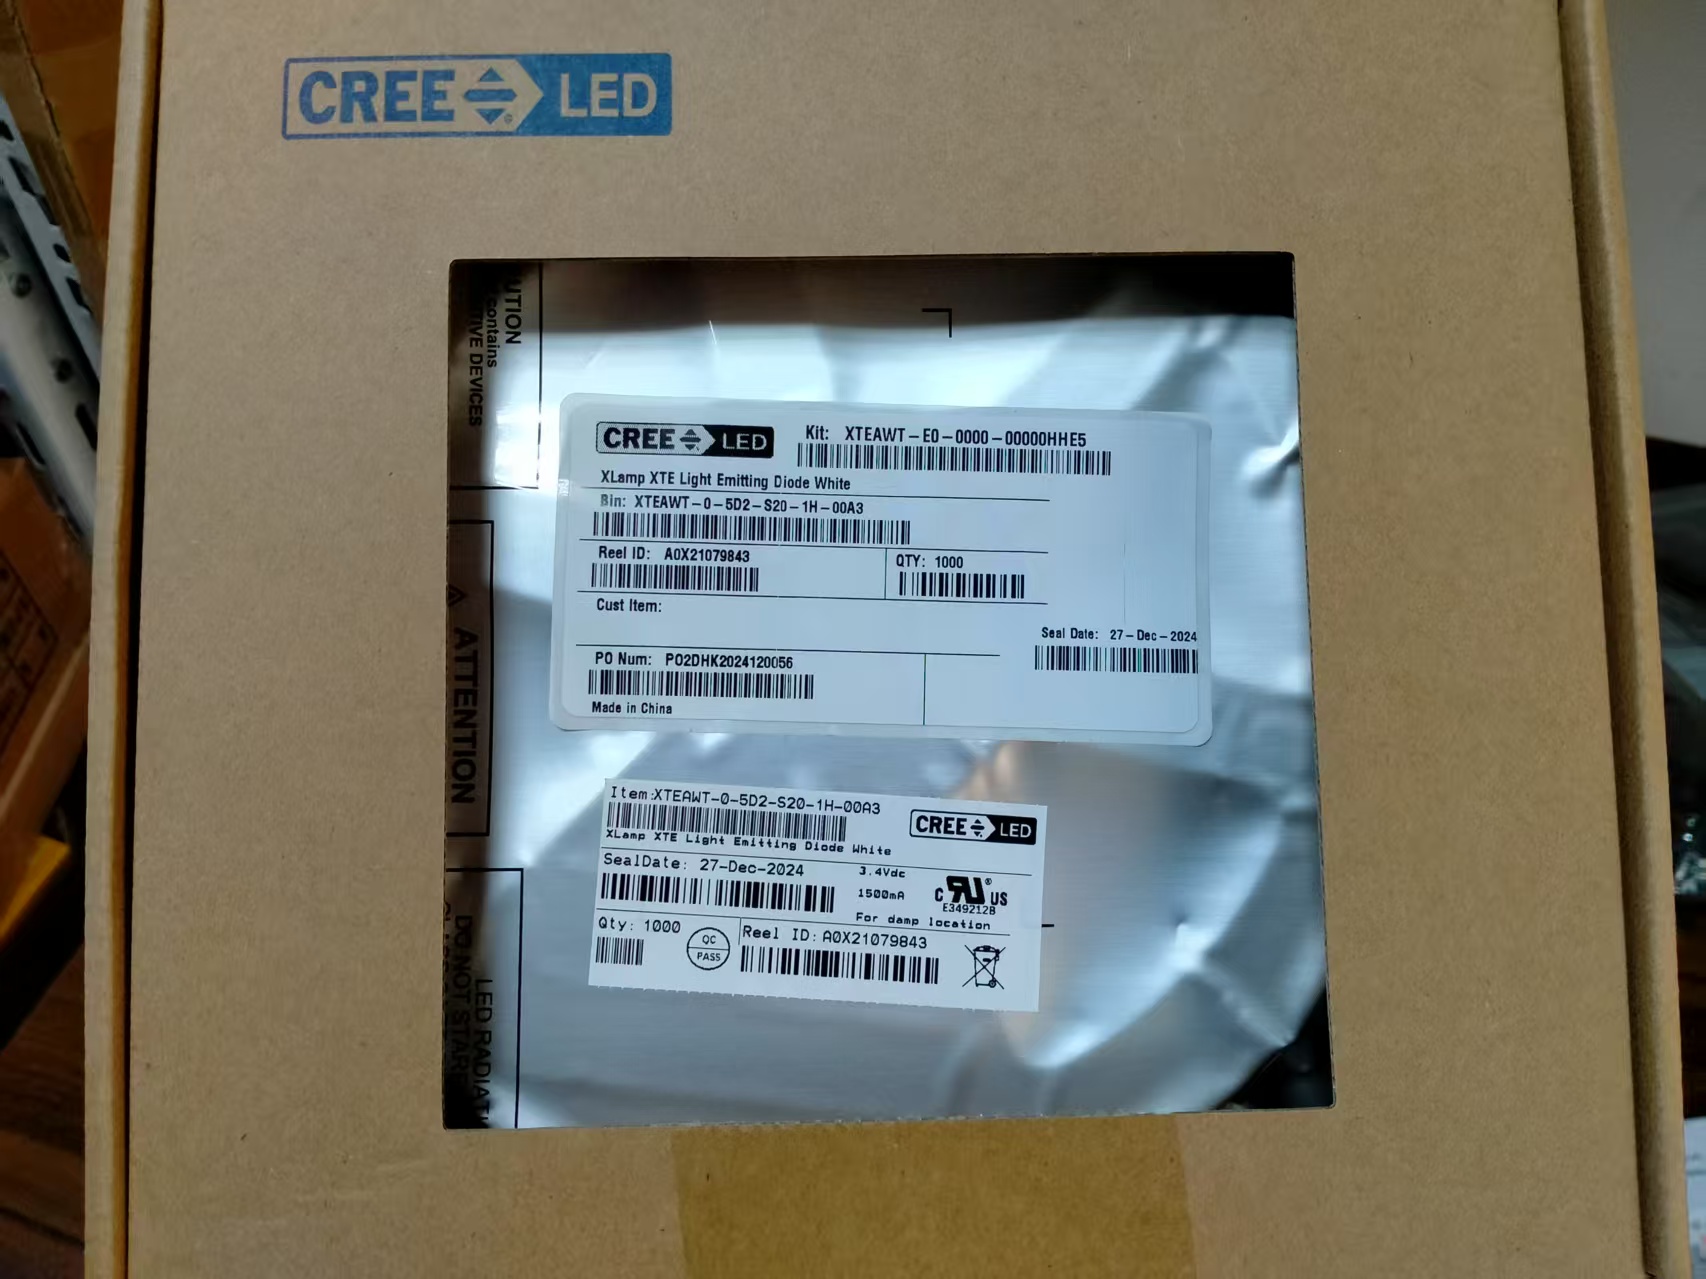 CREE LED
UTION
contains
TIVE DEVICES
ATTENTION
LED RADIAT
DO NOT STARE
CREE LED
Kit: XTEAWT-E0-0000-00000HHE5
XLamp XTE Light Emitting Diode White
Bin: XTEAWT-0-5D2-S20-1H-00A3
Reel ID: A0X21079843
QTY: 1000
Cust Item:
Seal Date: 27-Dec-2024
PO Num: PO2DHK2024120056
Made in China
Item:XTEAWT-0-5D2-S20-1H-00A3
CREE LED
XLamp XTE Light Emitting Diode White
SealDate: 27-Dec-2024
3.4Vdc
1500mA
C RU US
E349212B
For damp location
Qty: 1000
QC
PASS
Reel ID:A0X21079843